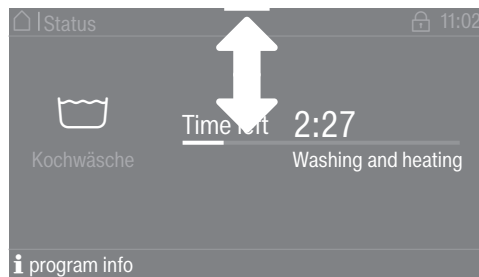 Status 11:02
Time left 2:27
Kochwäsche Washing and heating
program info